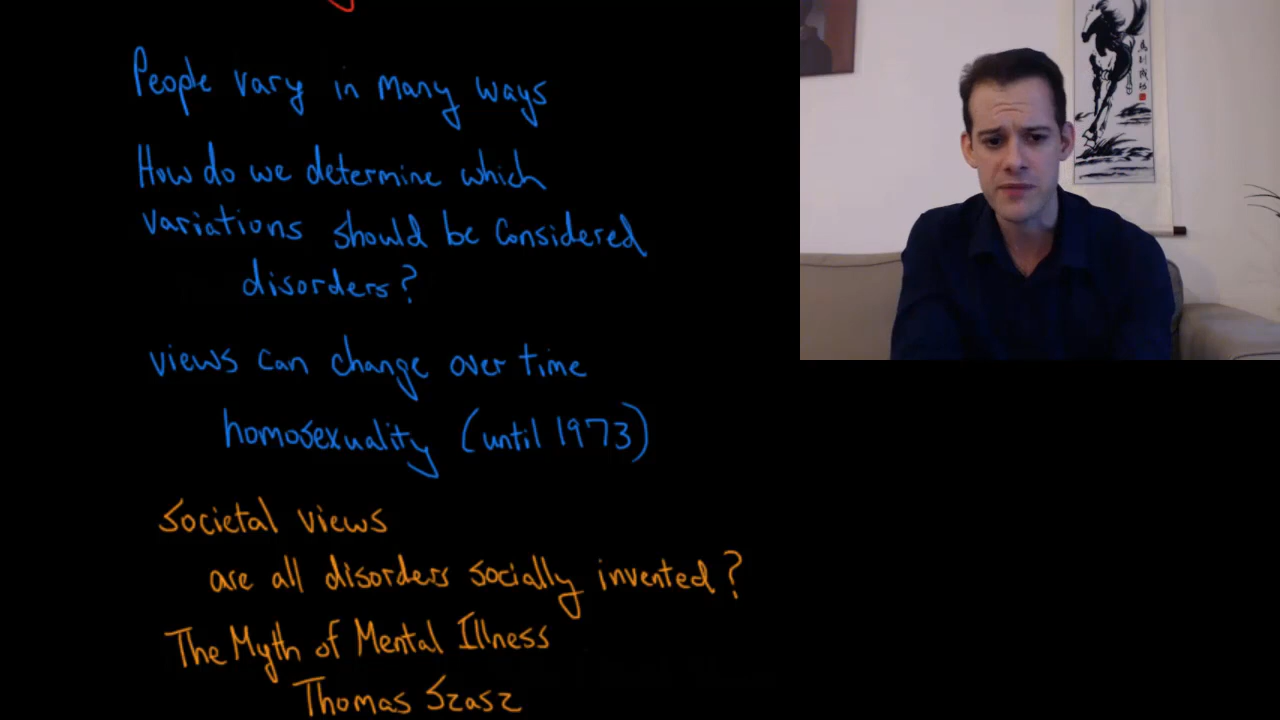 People vary in many ways
How do we determine which
variations should be considered
disorders?
views can change over time
homosexuality (until 1973)
Societal views
are all disorders socially invented?
The Myth of Mental Illness
Thomas Szasz